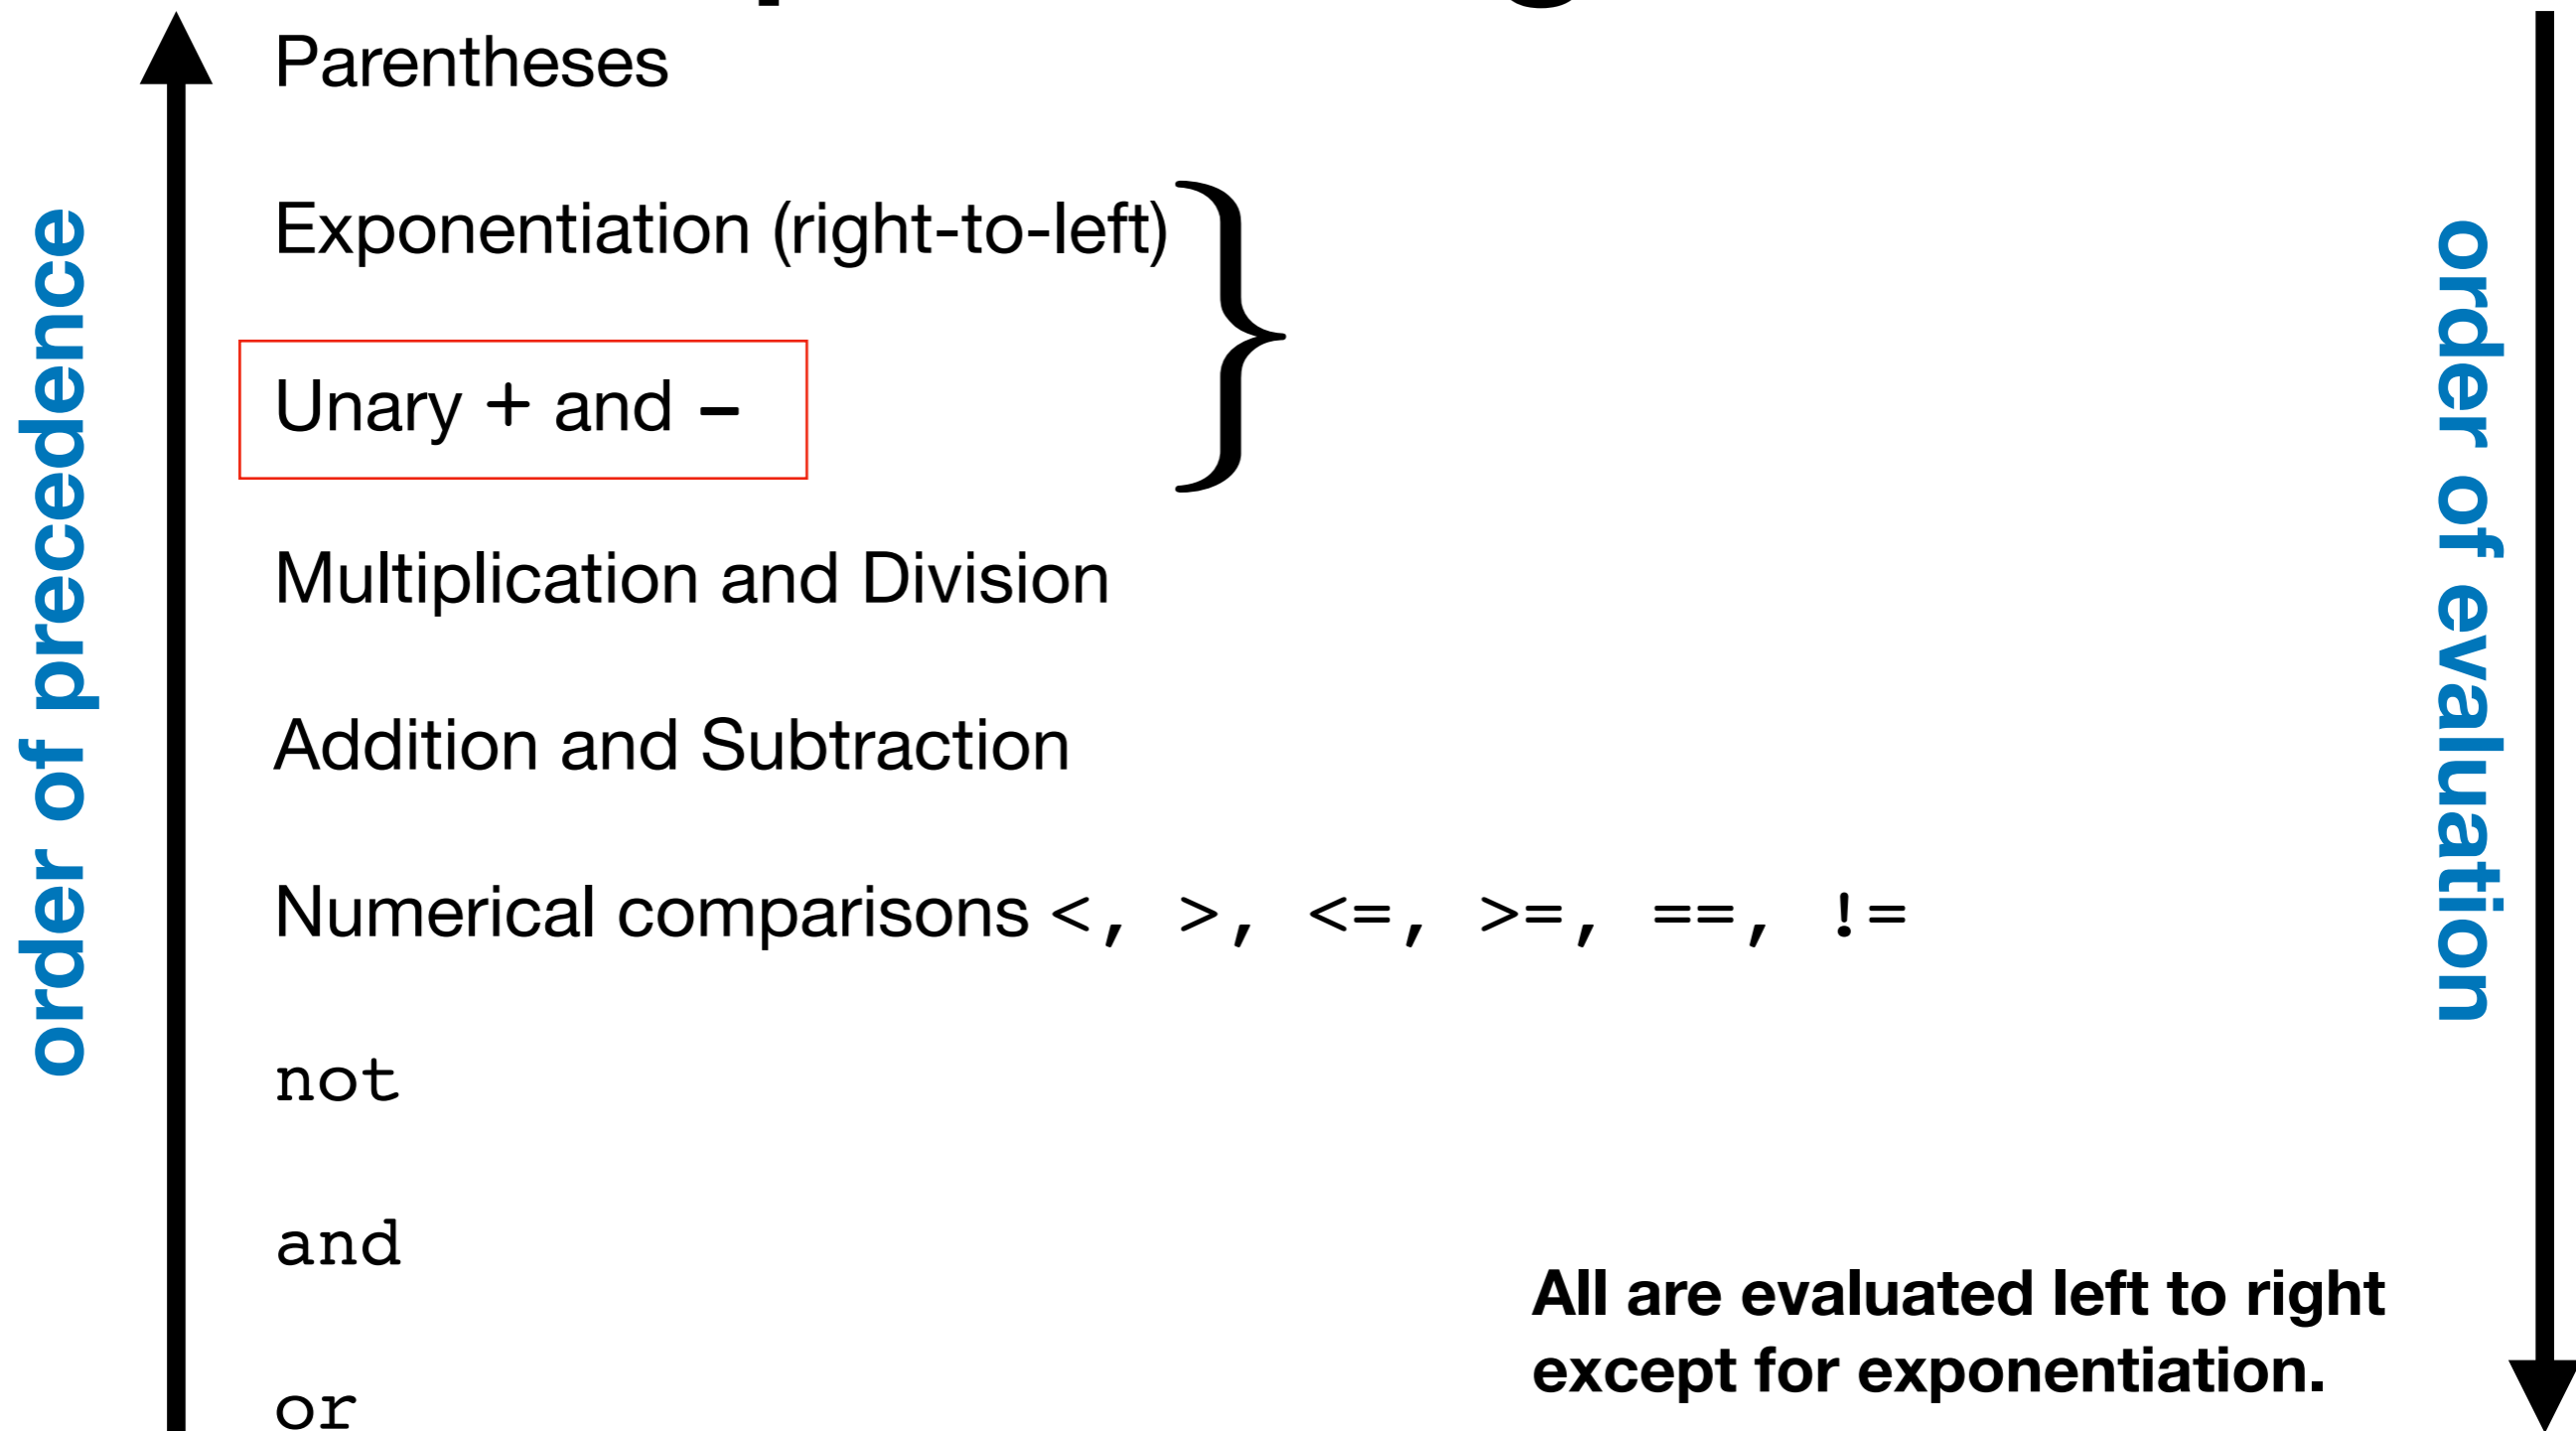 Parentheses
Exponentiation (right-to-left)
Unary + and –
Multiplication and Division
Addition and Subtraction
Numerical comparisons <, >, <=, >=, ==, !=
not
and
or
order of precedence
order of evaluation
All are evaluated left to right
except for exponentiation.